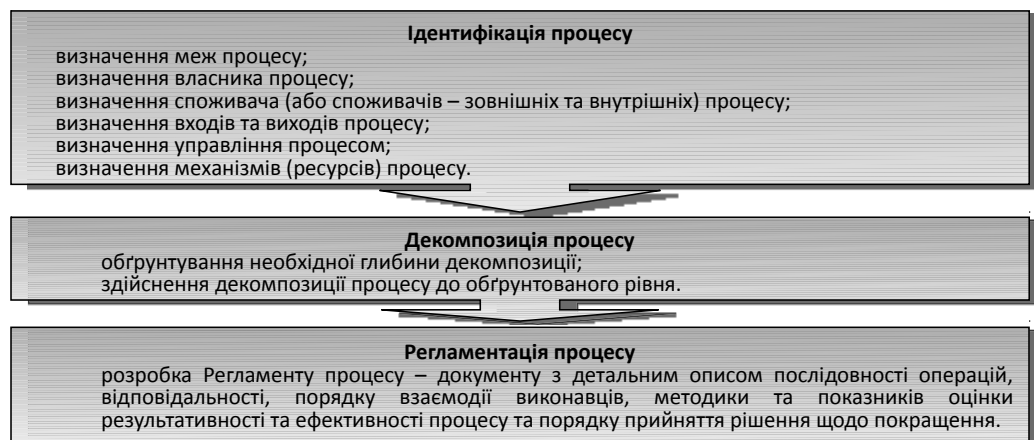 Ідентифікація процесу
визначення меж процесу;
визначення власника процесу;
визначення споживача (або споживачів – зовнішніх та внутрішніх) процесу;
визначення входів та виходів процесу;
визначення управління процесом;
визначення механізмів (ресурсів) процесу.
Декомпозиція процесу
обґрунтування необхідної глибини декомпозиції;
здійснення декомпозиції процесу до обґрунтованого рівня.
Регламентація процесу
розробка Регламенту процесу – документу з детальним описом послідовності операцій,
відповідальності, порядку взаємодії виконавців, методики та показників оцінки
результативності та ефективності процесу та порядку прийняття рішення щодо покращення.